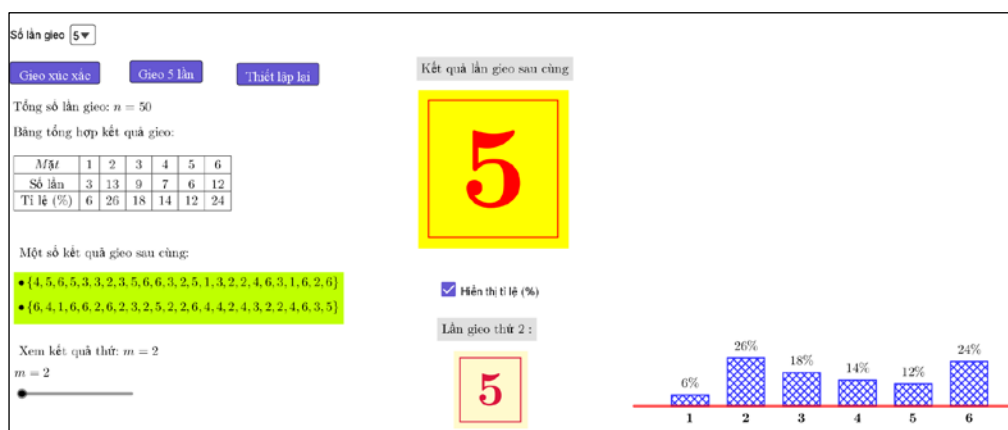 Số lần gieo 5▼
Gieo xúc xắc Gieo 5 lần Thiết lập lại
Tổng số lần gieo: n = 50
Bảng tổng hợp kết quả gieo:
Mặt 1 2 3 4 5 6
Số lần 3 13 9 7 6 12
Tỉ lệ (%) 6 26 18 14 12 24
Một số kết quả gieo sau cùng:
• {4, 5, 6, 5, 3, 3, 2, 3, 5, 6, 6, 3, 2, 5, 1, 3, 2, 2, 4, 6, 3, 1, 6, 2, 6}
• {6, 4, 1, 6, 6, 2, 6, 2, 3, 2, 5, 2, 2, 6, 4, 4, 2, 4, 3, 2, 2, 4, 6, 3, 5}
Xem kết quả thứ: m = 2
m = 2
Kết quả lần gieo sau cùng
5
Hiển thị tỉ lệ (%)
Lần gieo thứ 2 :
5
6% 26% 18% 14% 12% 24%
1 2 3 4 5 6